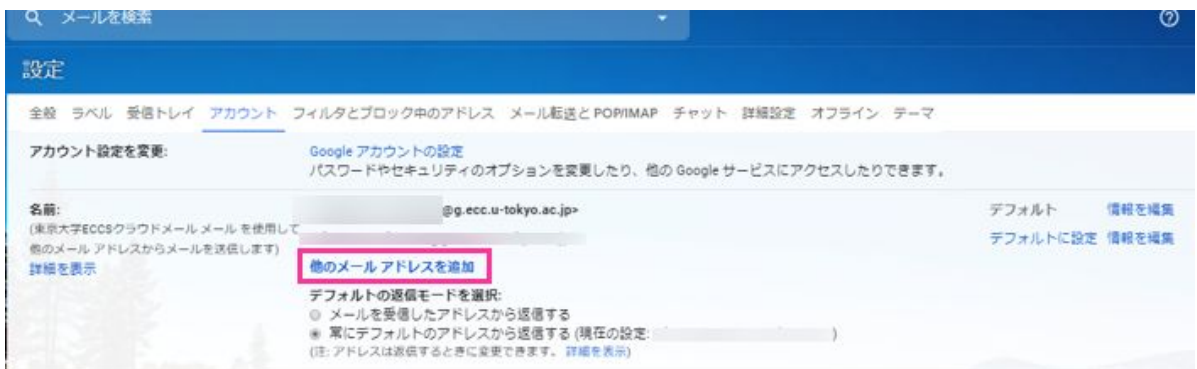 メールを検索
設定
全般 ラベル 受信トレイ アカウント フィルタとブロック中のアドレス メール転送と POP/IMAP チャット 詳細設定 オフライン テーマ
アカウント設定を変更: Google アカウントの設定
パスワードやセキュリティのオプションを変更したり、他の Google サービスにアクセスしたりできます。
名前: @g.ecc.u-tokyo.ac.jp> デフォルト 情報を編集
(東京大学ECCSクラウドメール メール を使用して
他のメール アドレスからメールを送信します) デフォルトに設定 情報を編集
詳細を表示 他のメール アドレスを追加
デフォルトの返信モードを選択:
メールを受信したアドレスから返信する
常にデフォルトのアドレスから返信する (現在の設定: )
(注: アドレスは返信するときに変更できます。 詳細を表示)